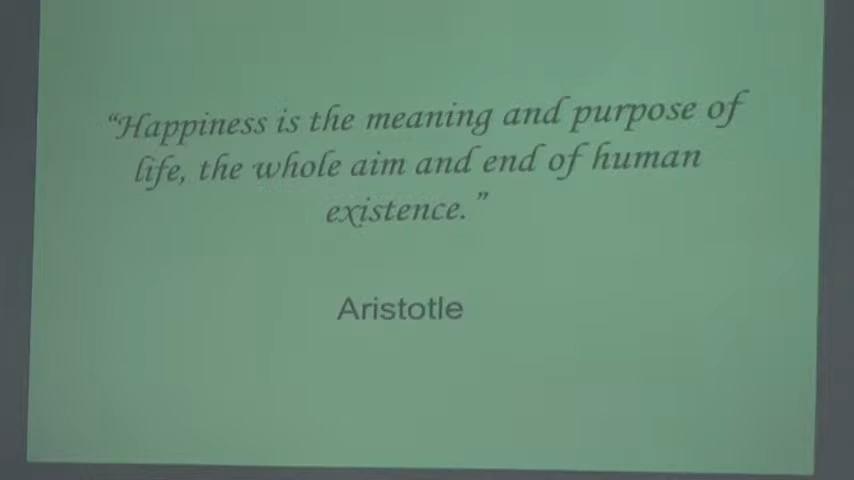 “Happiness is the meaning and purpose of
life, the whole aim and end of human
existence.”
Aristotle